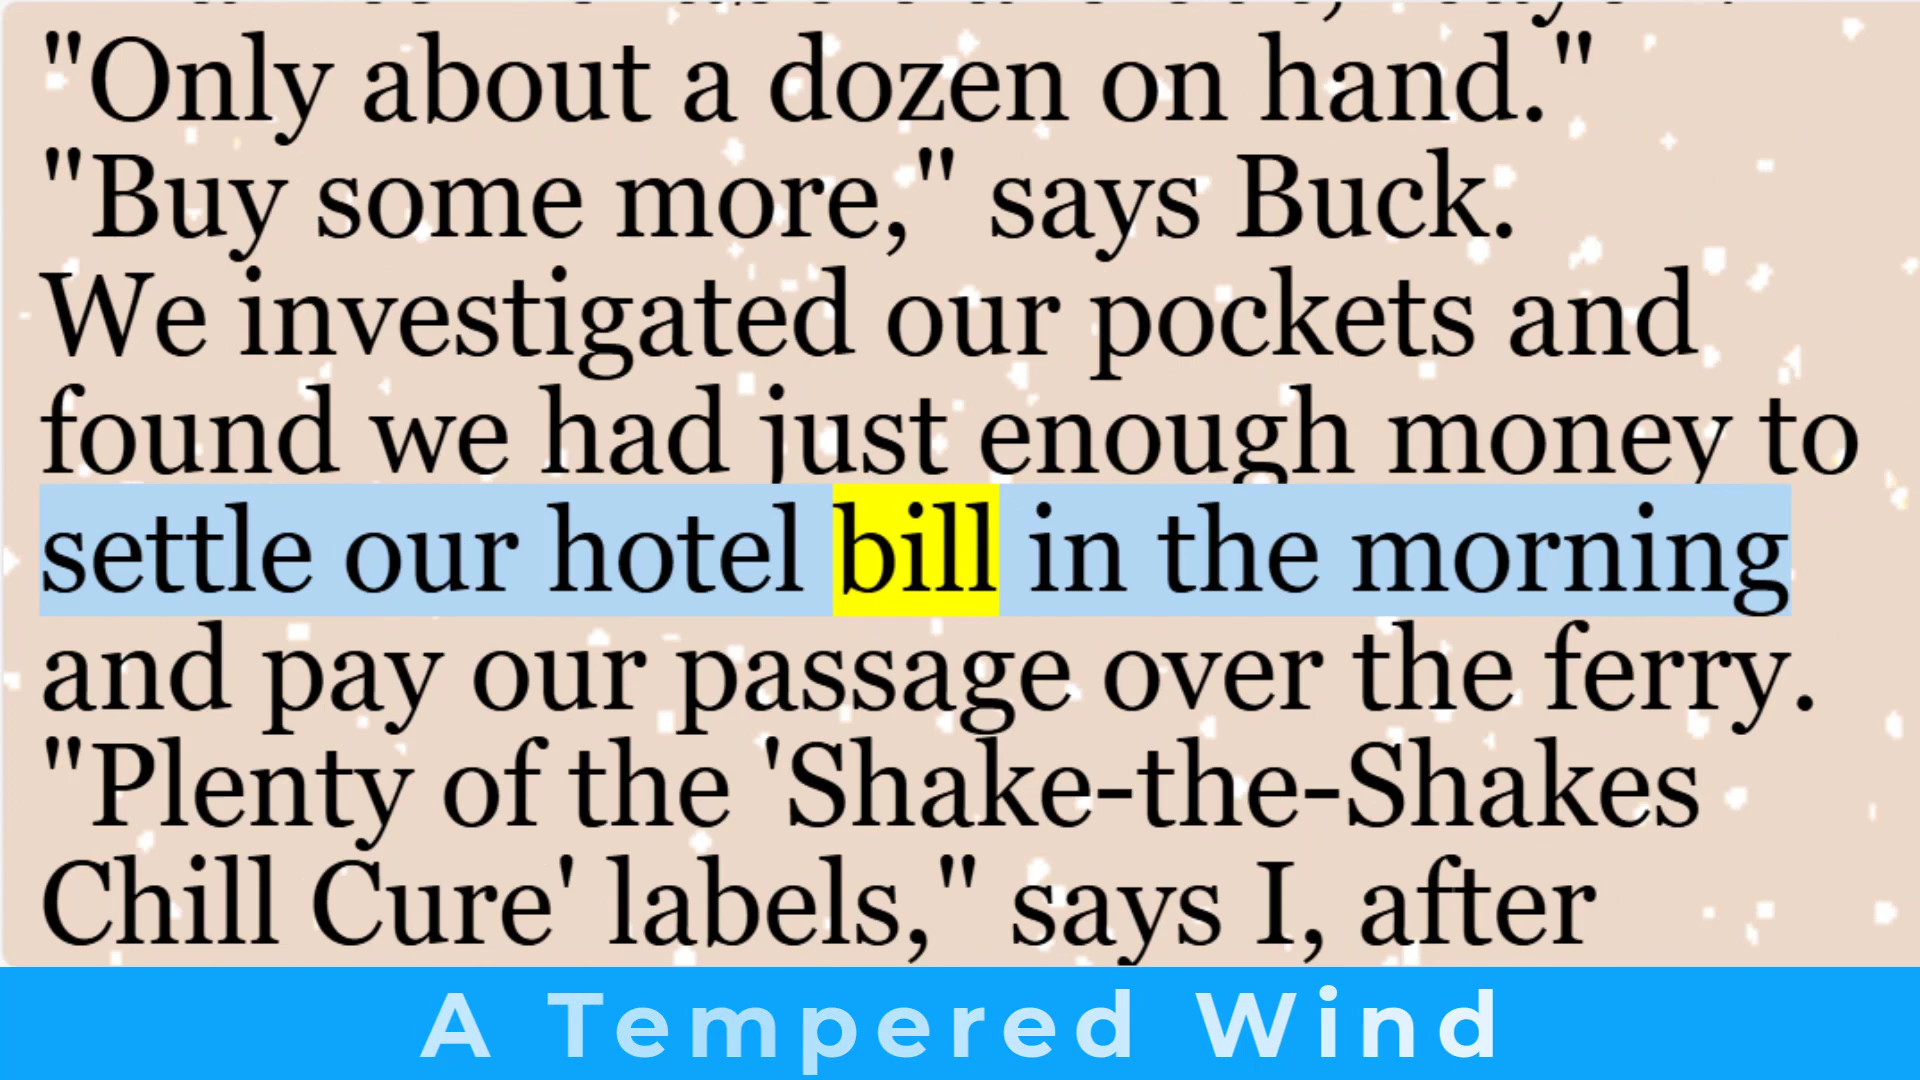 "Only about a dozen on hand."
"Buy some more," says Buck.
We investigated our pockets and
found we had just enough money to
settle our hotel bill in the morning
and pay our passage over the ferry.
"Plenty of the 'Shake-the-Shakes
Chill Cure' labels," says I, after
A Tempered Wind